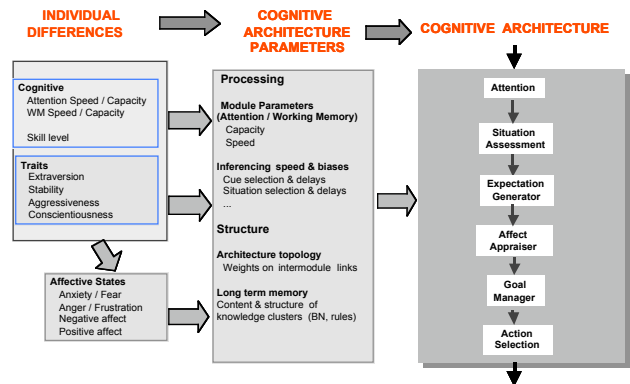 INDIVIDUAL
DIFFERENCES
COGNITIVE
ARCHITECTURE
PARAMETERS
COGNITIVE ARCHITECTURE
Cognitive
Attention Speed / Capacity
WM Speed / Capacity
Skill level
Traits
Extraversion
Stability
Aggressiveness
Conscientiousness
Affective States
Anxiety / Fear
Anger / Frustration
Negative affect
Positive affect
Processing
Module Parameters
(Attention / Working Memory)
Capacity
Speed
Inferencing speed & biases
Cue selection & delays
Situation selection & delays
...
Structure
Architecture topology
Weights on intermodule links
Long term memory
Content & structure of
knowledge clusters (BN, rules)
Attention
Situation
Assessment
Expectation
Generator
Affect
Appraiser
Goal
Manager
Action
Selection